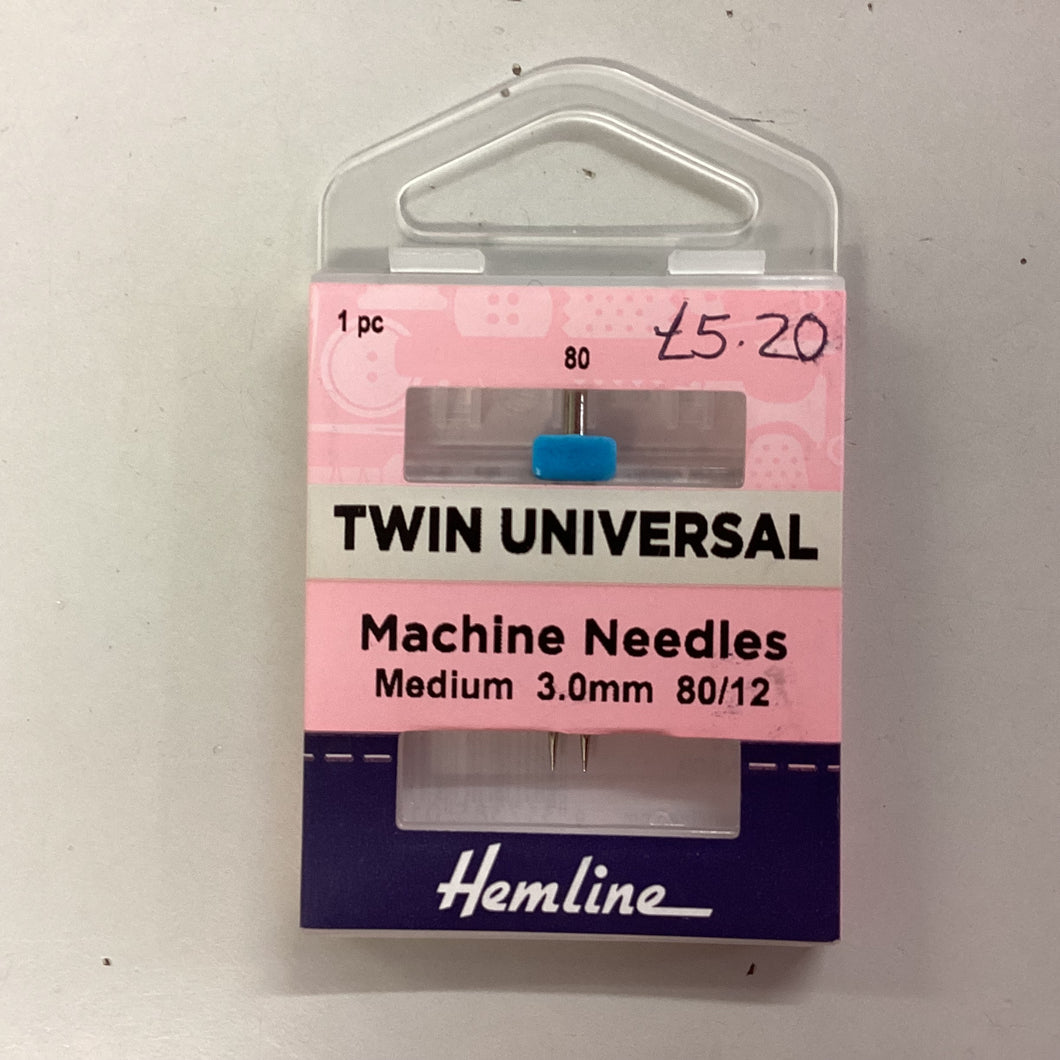 1 pc
£5.20
80
TWIN UNIVERSAL
Machine Needles
Medium 3.0mm 80/12
Hemline